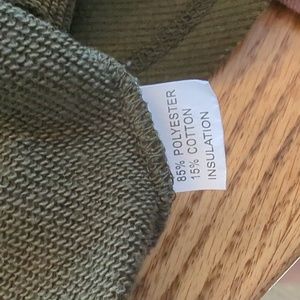 85% POLYESTER
15% COTTON
INSULATION